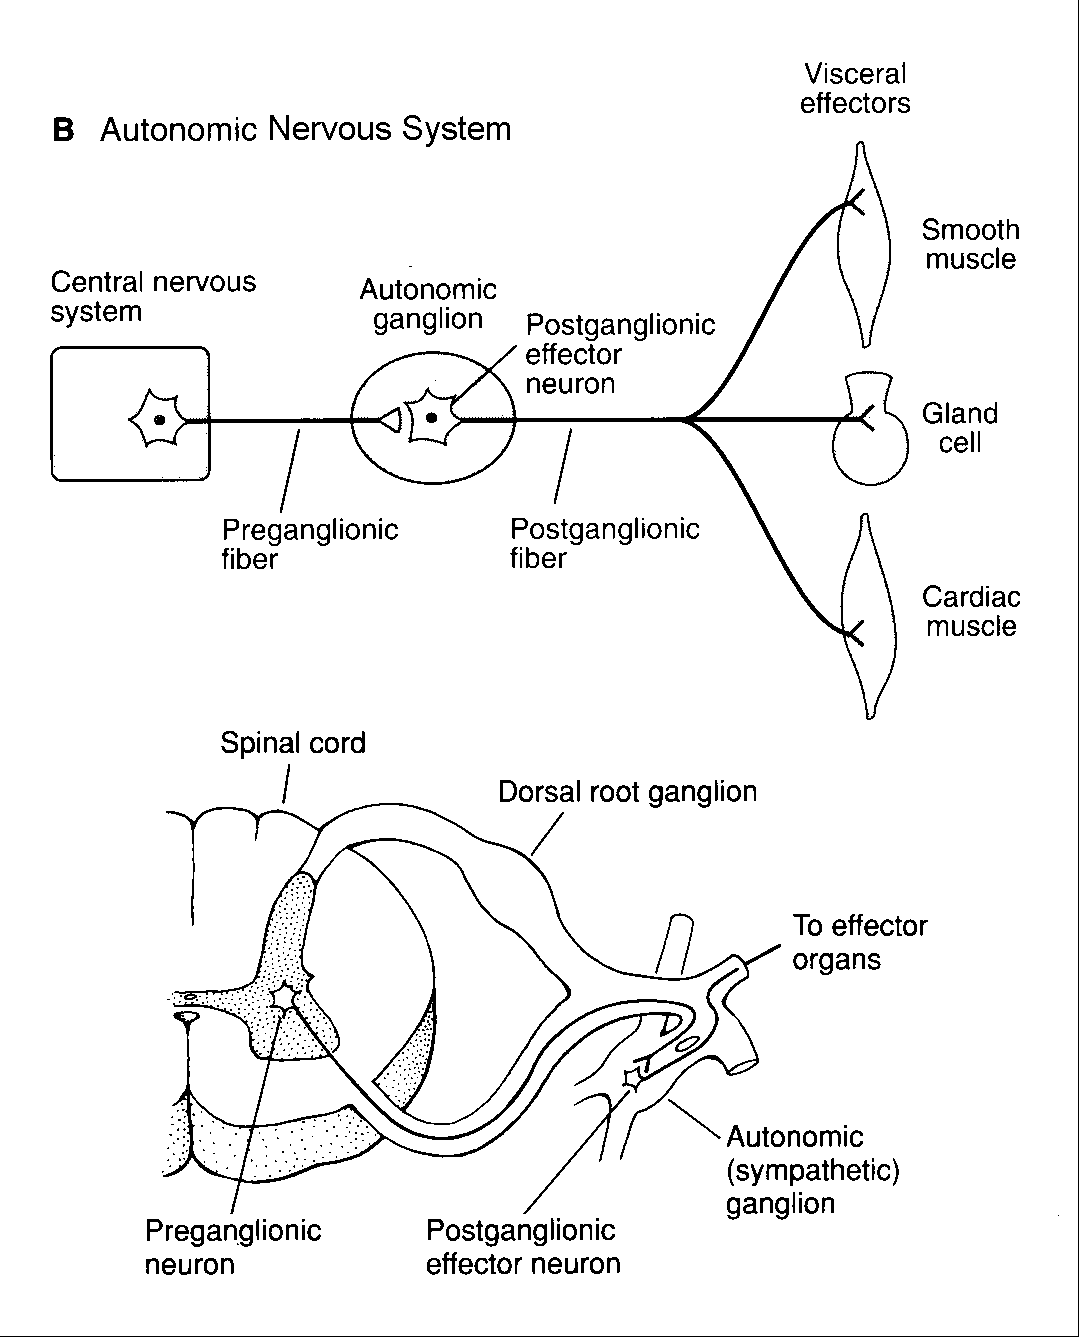 B Autonomic Nervous System
Visceral
effectors
Smooth
muscle
Central nervous
system
Autonomic
ganglion
Postganglionic
effector
neuron
Gland
cell
Preganglionic
fiber
Postganglionic
fiber
Cardiac
muscle
Spinal cord
Dorsal root ganglion
To effector
organs
Autonomic
(sympathetic)
ganglion
Preganglionic
neuron
Postganglionic
effector neuron